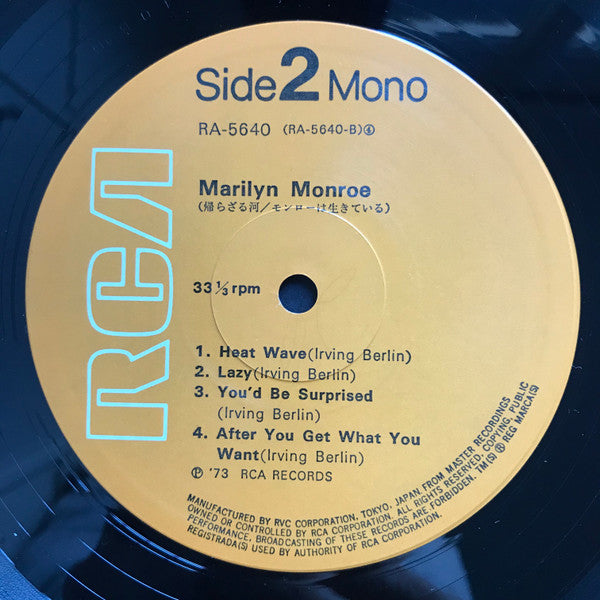 Side 2 Mono
RA-5640 (RA-5640-B)④
RCA
Marilyn Monroe
(帰らざる河/モンローは生きている)
33⅓ rpm
1. Heat Wave(Irving Berlin)
2. Lazy(Irving Berlin)
3. You'd Be Surprised
(Irving Berlin)
4. After You Get What You
Want(Irving Berlin)
℗ '73 RCA RECORDS
MANUFACTURED BY RVC CORPORATION, TOKYO, JAPAN FROM MASTER RECORDINGS
OWNED OR CONTROLLED BY RCA CORPORATION. ALL RIGHTS RESERVED. COPYING, PUBLIC
PERFORMANCE, BROADCASTING OF THESE RECORDS ARE FORBIDDEN. TM(S) ® REG MARCA(S)
REGISTRADA(S) USED BY AUTHORITY OF RCA CORPORATION.